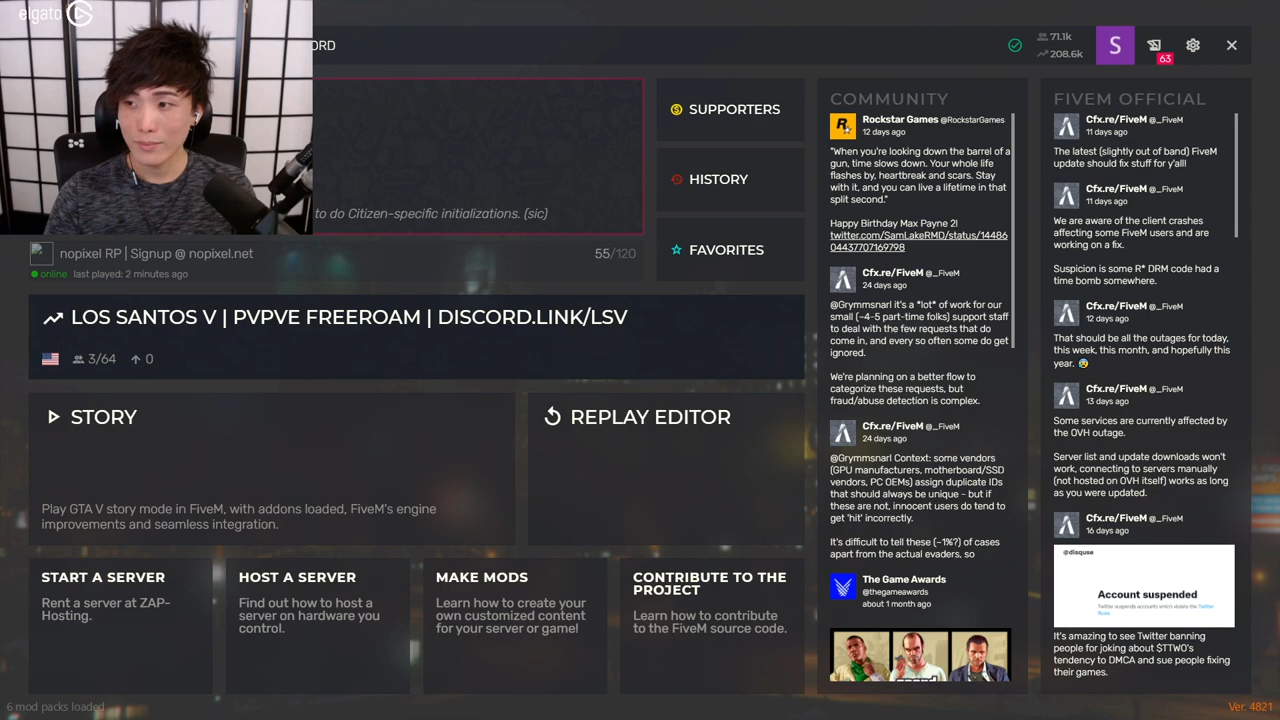 elgato
ORD
71.1k
208.6k
S
63
to do Citizen-specific initializations. (sic)
nopixel RP | Signup @ nopixel.net
55/120
online last played: 2 minutes ago
SUPPORTERS
HISTORY
FAVORITES
LOS SANTOS V | PVPVE FREEROAM | DISCORD.LINK/LSV
3/64 0
STORY
Play GTA V story mode in FiveM, with addons loaded, FiveM's engine
improvements and seamless integration.
REPLAY EDITOR
START A SERVER
Rent a server at ZAP-
Hosting.
HOST A SERVER
Find out how to host a
server on hardware you
control.
MAKE MODS
Learn how to create your
own customized content
for your server or game!
CONTRIBUTE TO THE
PROJECT
Learn how to contribute
to the FiveM source code.
COMMUNITY
Rockstar Games @RockstarGames
12 days ago
"When you're looking down the barrel of a
gun, time slows down. Your whole life
flashes by, heartbreak and scars. Stay
with it, and you can live a lifetime in that
split second."
Happy Birthday Max Payne 2!
twitter.com/SamLakeRMD/status/14486
04437707169798
Cfx.re/FiveM @_FiveM
24 days ago
@Grymmsnarl it's a *lot* of work for our
small (~4-5 part-time folks) support staff
to deal with the few requests that do
come in, and every so often some do get
ignored.
We're planning on a better flow to
categorize these requests, but
fraud/abuse detection is complex.
Cfx.re/FiveM @_FiveM
24 days ago
@Grymmsnarl Context: some vendors
(GPU manufacturers, motherboard/SSD
vendors, PC OEMs) assign duplicate IDs
that should always be unique - but if
these are not, innocent users do tend to
get 'hit' incorrectly.
It's difficult to tell these (~1%?) of cases
apart from the actual evaders, so
The Game Awards
@thegameawards
about 1 month ago
FIVEM OFFICIAL
Cfx.re/FiveM @_FiveM
11 days ago
The latest (slightly out of band) FiveM
update should fix stuff for y'all!
Cfx.re/FiveM @_FiveM
11 days ago
We are aware of the client crashes
affecting some FiveM users and are
working on a fix.
Suspicion is some R* DRM code had a
time bomb somewhere.
Cfx.re/FiveM @_FiveM
12 days ago
That should be all the outages for today,
this week, this month, and hopefully this
year. 😰
Cfx.re/FiveM @_FiveM
13 days ago
Some services are currently affected by
the OVH outage.
Server list and update downloads won't
work, connecting to servers manually
(not hosted on OVH itself) works as long
as you were updated.
Cfx.re/FiveM @_FiveM
16 days ago
@disquse
Account suspended
Twitter suspends accounts which violate the Twitter
Rules
It's amazing to see Twitter banning
people for joking about $TTWO's
tendency to DMCA and sue people fixing
their games.
6 mod packs loaded
Ver. 4821